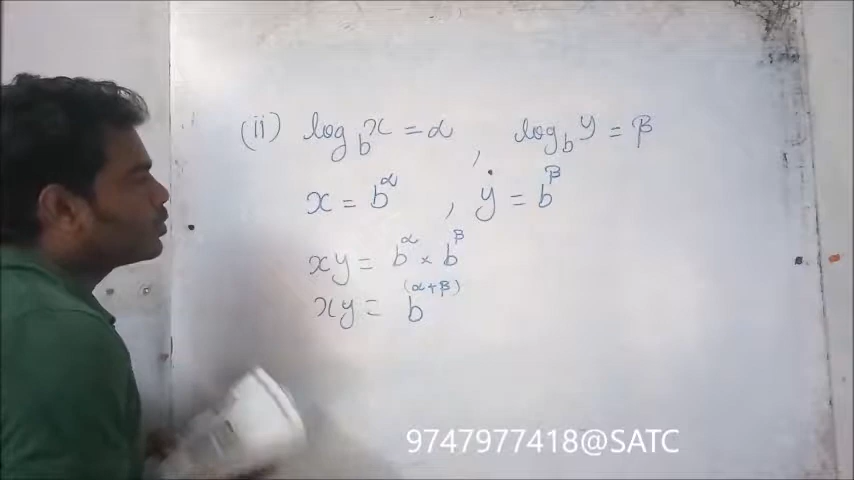 (ii) log_b x = α , log_b y = β
x = b^α , y = b^β
xy = b^α × b^β
xy = b^(α+β)
9747977418@SATC